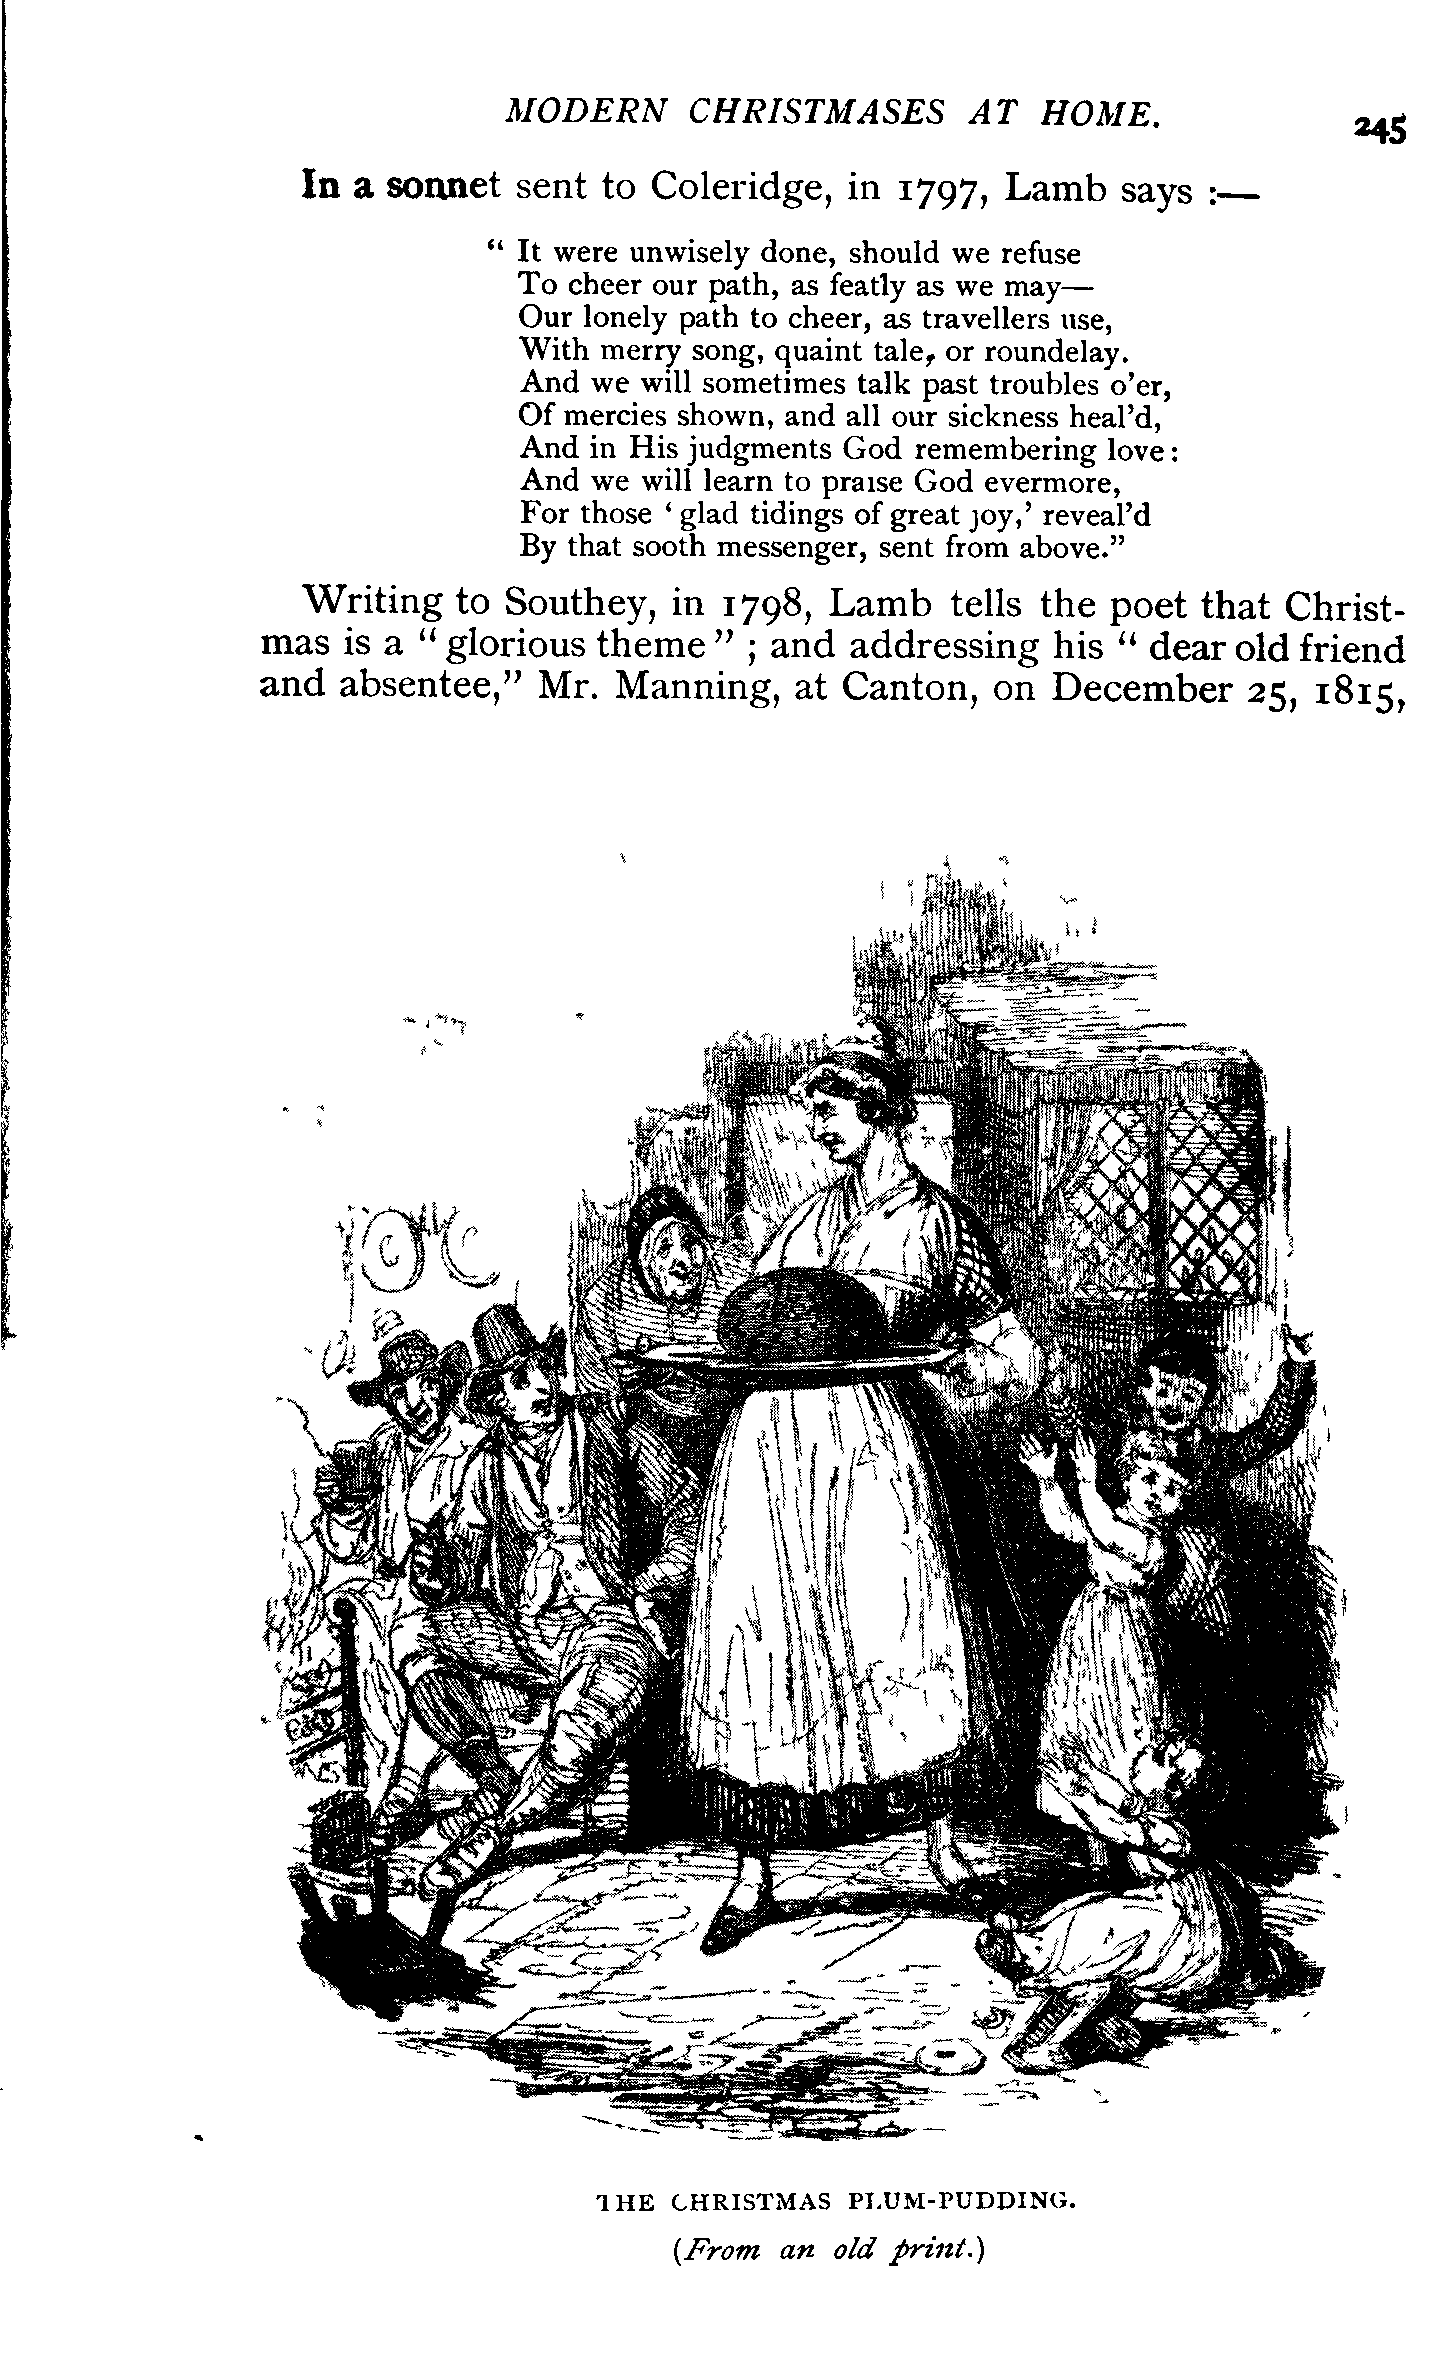 MODERN CHRISTMASES AT HOME. 245
In a sonnet sent to Coleridge, in 1797, Lamb says :—
“ It were unwisely done, should we refuse
To cheer our path, as featly as we may—
Our lonely path to cheer, as travellers use,
With merry song, quaint tale, or roundelay.
And we will sometimes talk past troubles o’er,
Of mercies shown, and all our sickness heal’d,
And in His judgments God remembering love:
And we will learn to praise God evermore,
For those ‘ glad tidings of great joy,’ reveal’d
By that sooth messenger, sent from above.”
Writing to Southey, in 1798, Lamb tells the poet that Christ-
mas is a “ glorious theme ” ; and addressing his “ dear old friend
and absentee,” Mr. Manning, at Canton, on December 25, 1815,
THE CHRISTMAS PLUM-PUDDING.
(From an old print.)